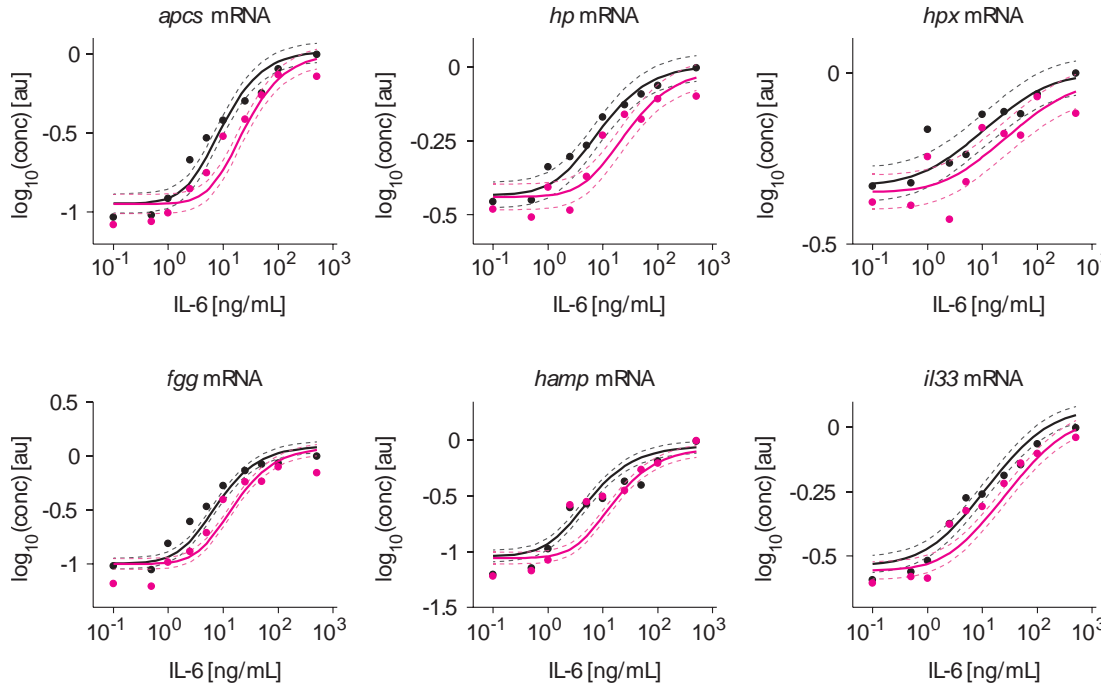 apcs mRNA
hp mRNA
hpx mRNA
log₁₀(conc) [au]
0
-0.5
-1
10⁻¹ 10⁰ 10¹ 10² 10³
IL-6 [ng/mL]
log₁₀(conc) [au]
0
-0.25
-0.5
10⁻¹ 10⁰ 10¹ 10² 10³
IL-6 [ng/mL]
log₁₀(conc) [au]
0
-0.5
10⁻¹ 10⁰ 10¹ 10² 10³
IL-6 [ng/mL]
fgg mRNA
hamp mRNA
il33 mRNA
log₁₀(conc) [au]
0.5
0
-0.5
-1
10⁻¹ 10⁰ 10¹ 10² 10³
IL-6 [ng/mL]
log₁₀(conc) [au]
0
-0.5
-1
-1.5
10⁻¹ 10⁰ 10¹ 10² 10³
IL-6 [ng/mL]
log₁₀(conc) [au]
0
-0.25
-0.5
10⁻¹ 10⁰ 10¹ 10² 10³
IL-6 [ng/mL]